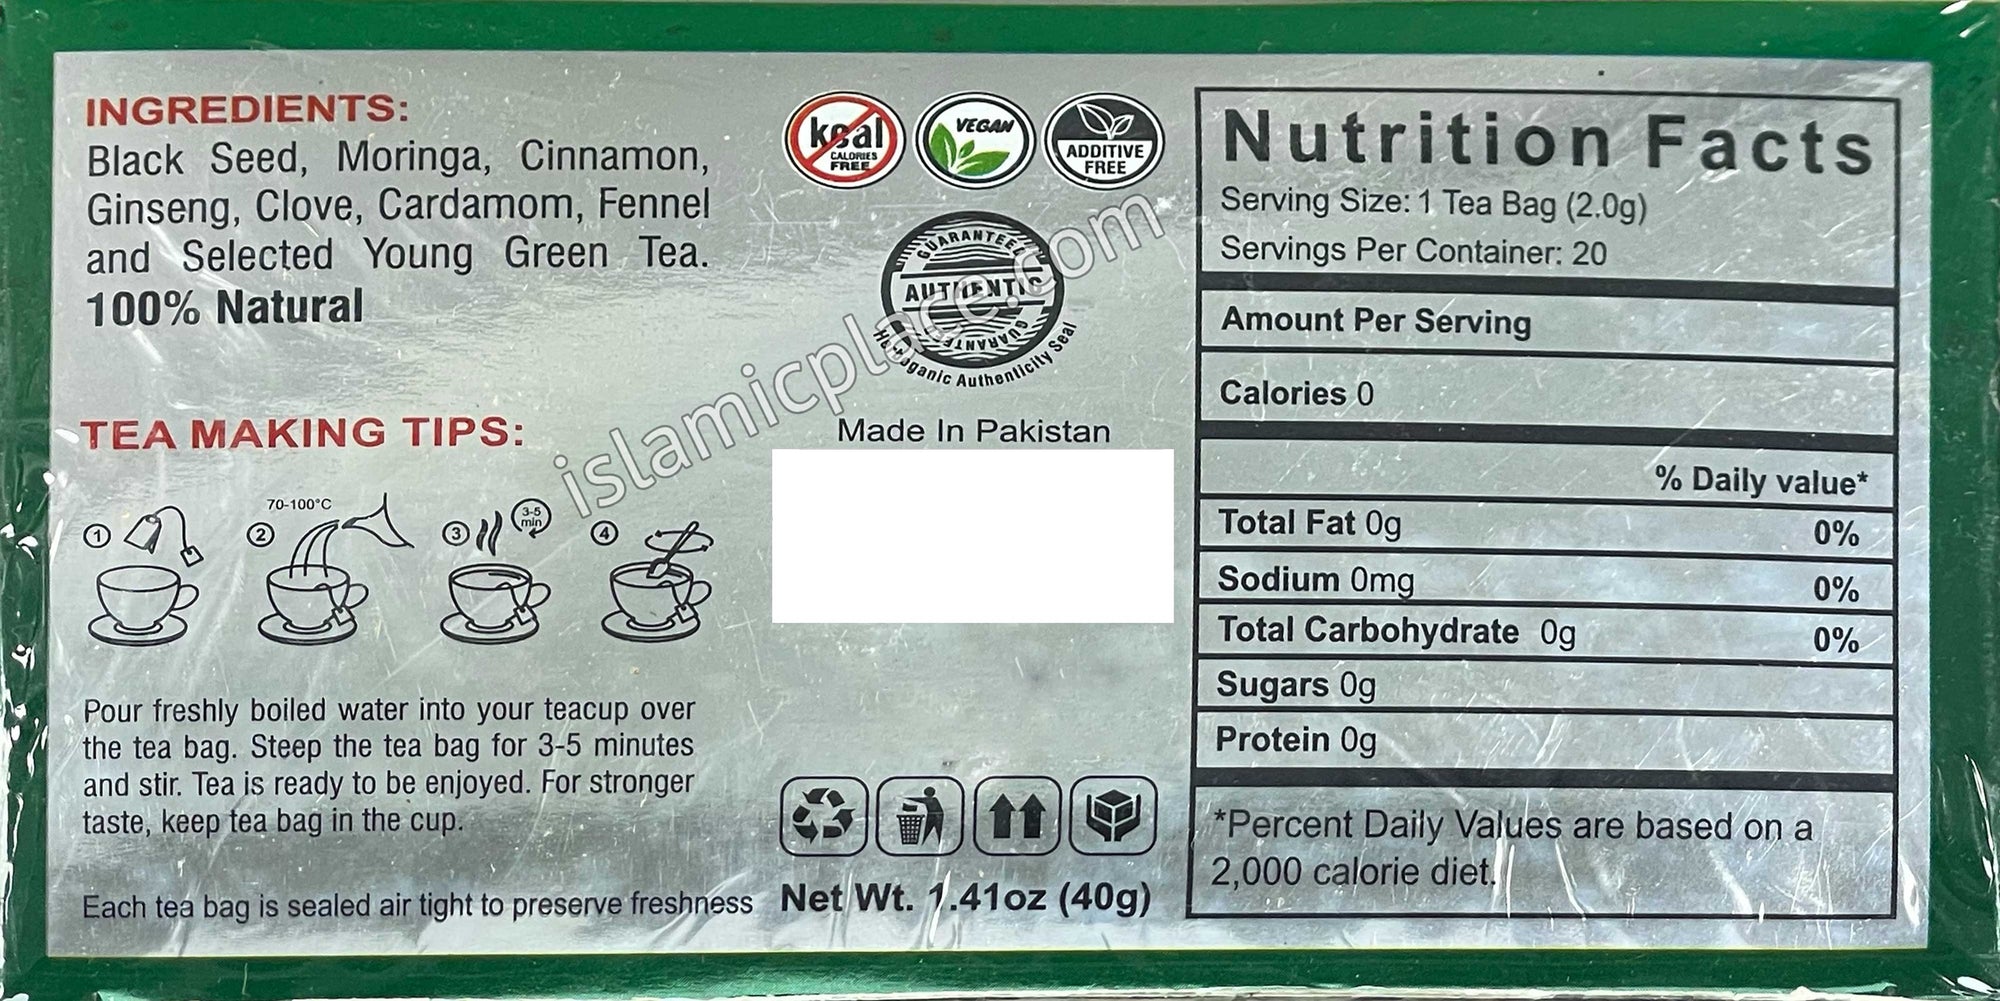 INGREDIENTS:
Black Seed, Moringa, Cinnamon,
Ginseng, Clove, Cardamom, Fennel
and Selected Young Green Tea.
100% Natural
TEA MAKING TIPS:
1
70-100°C
2
3
3-5
min
4
Pour freshly boiled water into your teacup over
the tea bag. Steep the tea bag for 3-5 minutes
and stir. Tea is ready to be enjoyed. For stronger
taste, keep tea bag in the cup.
Each tea bag is sealed air tight to preserve freshness
kcal
CALORIES
FREE
VEGAN
ADDITIVE
FREE
GUARANTEE
AUTHENTIC
GUARANTEE
Authenticity Seal
islamicplace.com
Made In Pakistan
Net Wt. 1.41oz (40g)
Nutrition Facts
Serving Size: 1 Tea Bag (2.0g)
Servings Per Container: 20
Amount Per Serving
Calories 0
% Daily value*
Total Fat 0g 0%
Sodium 0mg 0%
Total Carbohydrate 0g 0%
Sugars 0g
Protein 0g
*Percent Daily Values are based on a
2,000 calorie diet.